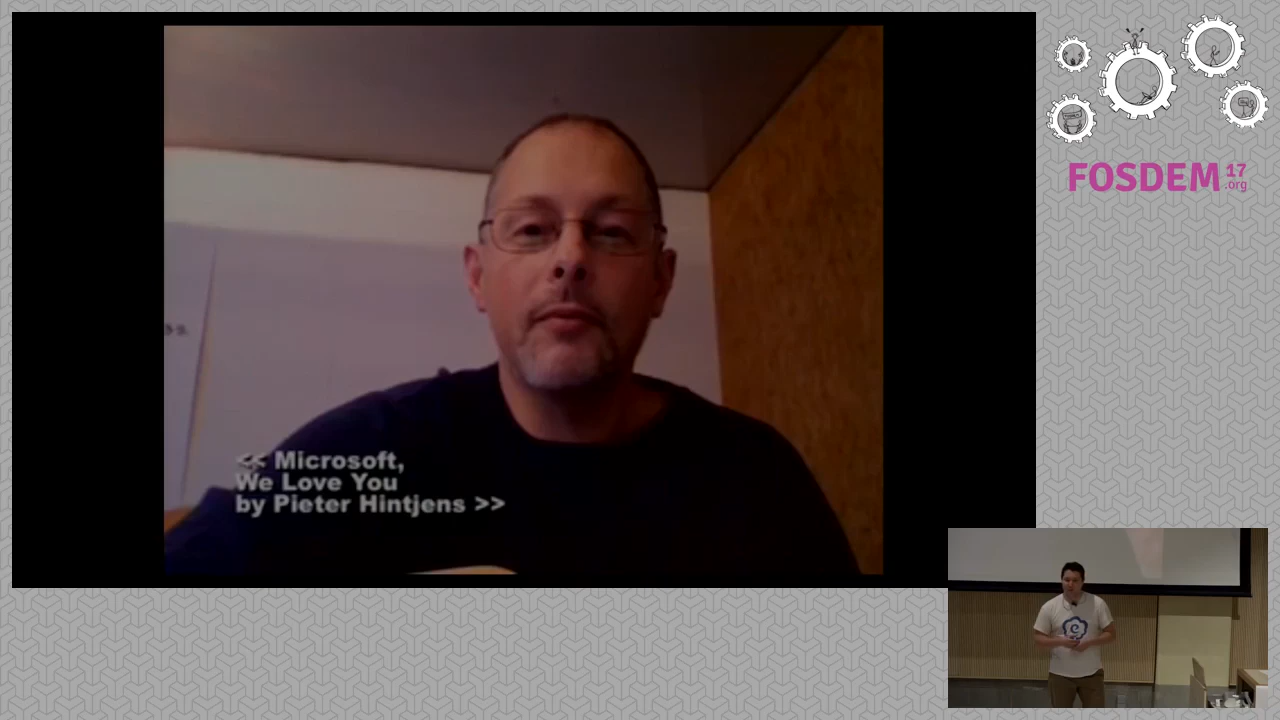 << Microsoft,
We Love You
by Pieter Hintjens >>
FOSDEM 17
.org